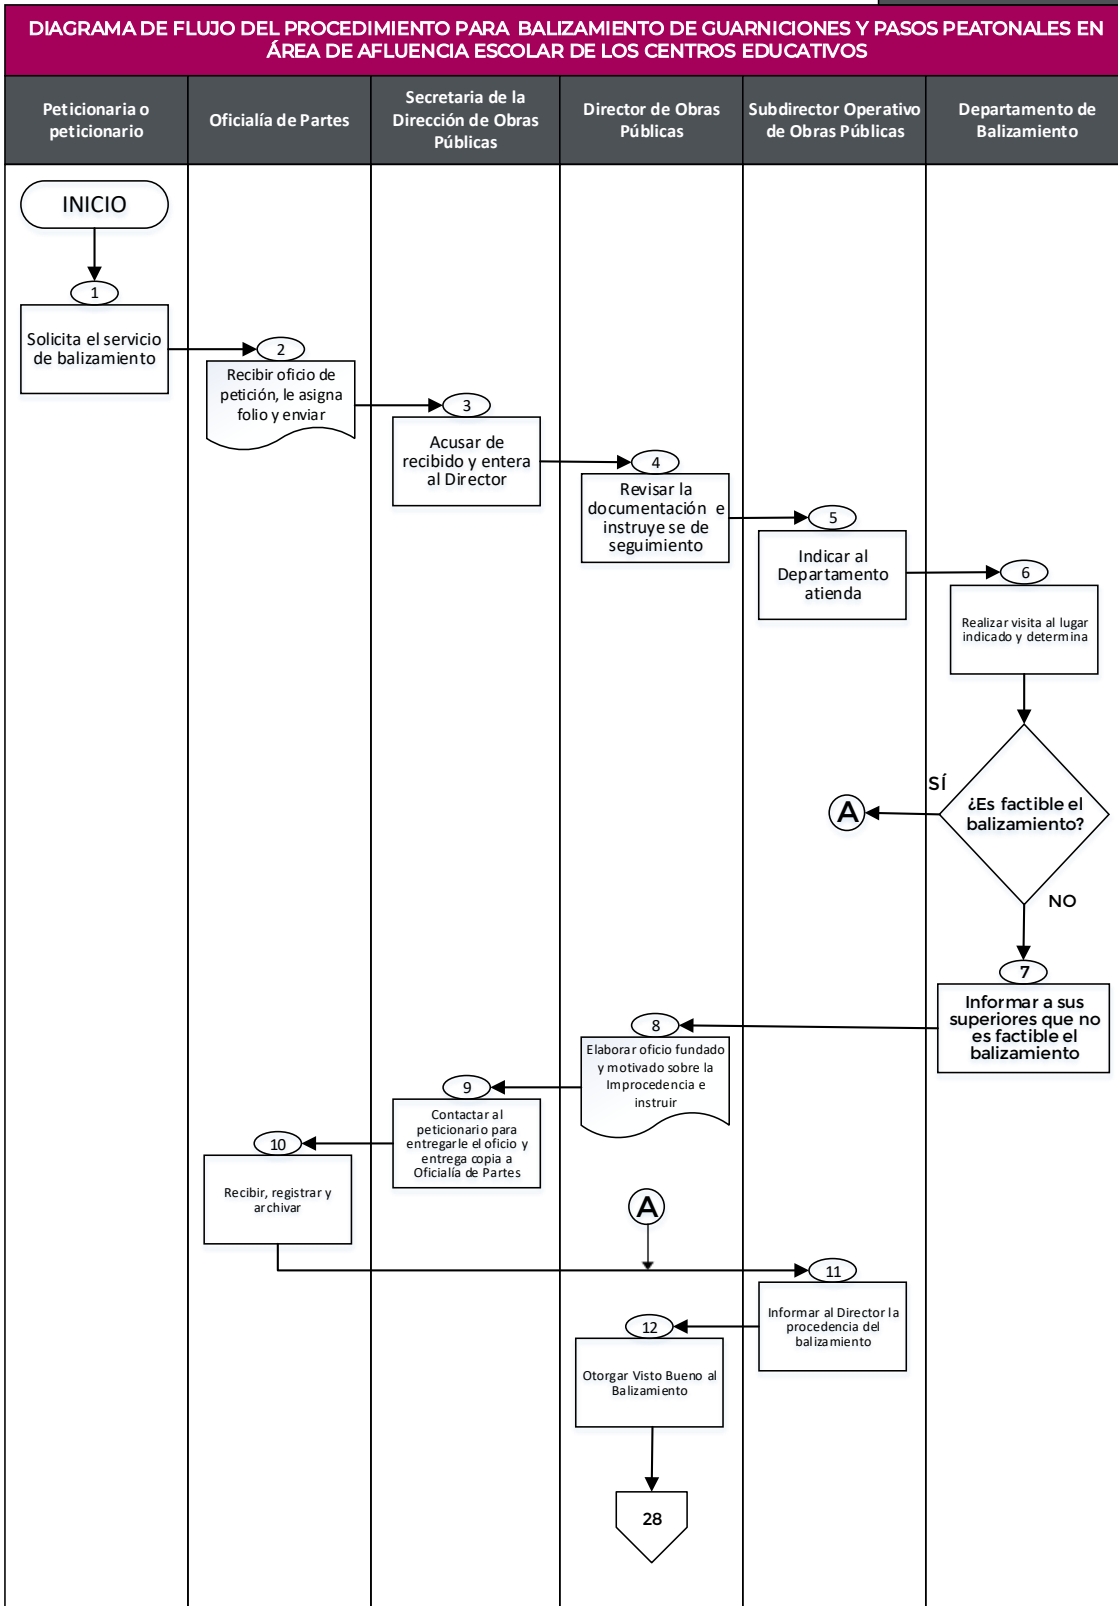 DIAGRAMA DE FLUJO DEL PROCEDIMIENTO PARA BALIZAMIENTO DE GUARNICIONES Y PASOS PEATONALES EN
ÁREA DE AFLUENCIA ESCOLAR DE LOS CENTROS EDUCATIVOS
Peticionaria o
peticionario
Oficialía de Partes
Secretaria de la
Dirección de Obras
Públicas
Director de Obras
Públicas
Subdirector Operativo
de Obras Públicas
Departamento de
Balizamiento
INICIO
1
Solicita el servicio
de balizamiento
2
Recibir oficio de
petición, le asigna
folio y enviar
3
Acusar de
recibido y entera
al Director
4
Revisar la
documentación e
instruye se de
seguimiento
5
Indicar al
Departamento
atienda
6
Realizar visita al lugar
indicado y determina
SÍ
¿Es factible el
balizamiento?
A
NO
7
Informar a sus
superiores que no
es factible el
balizamiento
8
Elaborar oficio fundado
y motivado sobre la
Improcedencia e
instruir
9
Contactar al
peticionario para
entregarle el oficio y
entrega copia a
Oficialía de Partes
10
Recibir, registrar y
archivar
A
11
Informar al Director la
procedencia del
balizamiento
12
Otorgar Visto Bueno al
Balizamiento
28